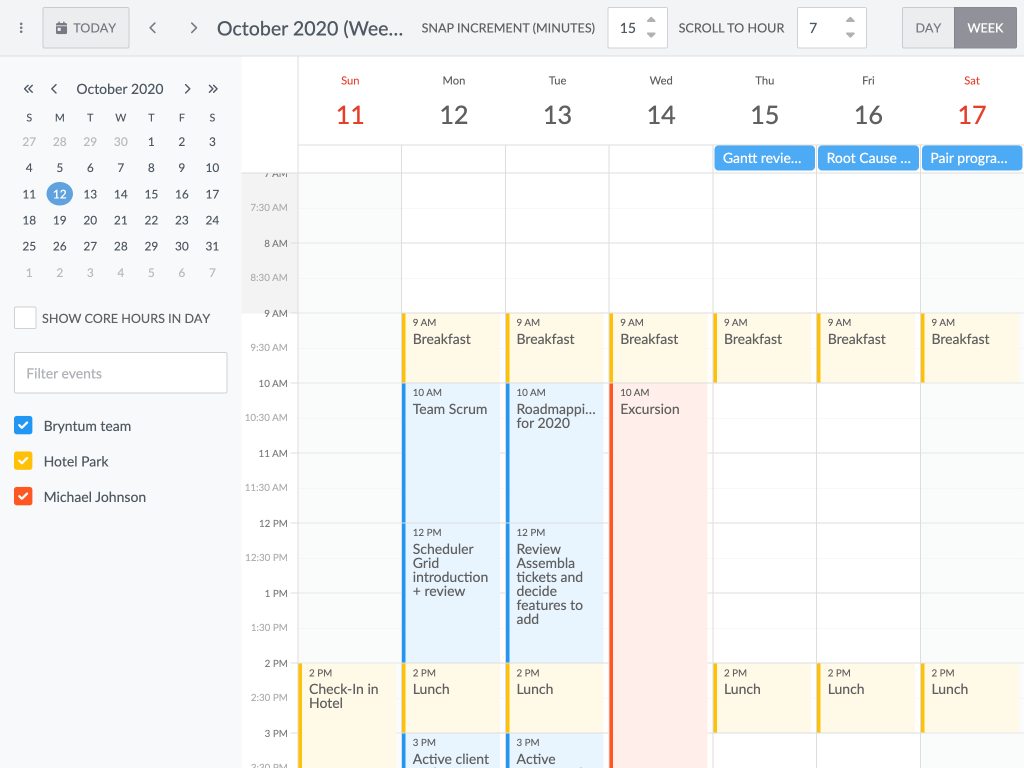 TODAY
October 2020 (Wee...
SNAP INCREMENT (MINUTES)
15
SCROLL TO HOUR
7
DAY
WEEK
October 2020
S M T W T F S
27 28 29 30 1 2 3
4 5 6 7 8 9 10
11 12 13 14 15 16 17
18 19 20 21 22 23 24
25 26 27 28 29 30 31
1 2 3 4 5 6 7
SHOW CORE HOURS IN DAY
Filter events
Bryntum team
Hotel Park
Michael Johnson
Sun Mon Tue Wed Thu Fri Sat
11 12 13 14 15 16 17
Gantt revie... Root Cause ... Pair progra...
7 AM
7:30 AM
8 AM
8:30 AM
9 AM
9:30 AM
10 AM
10:30 AM
11 AM
11:30 AM
12 PM
12:30 PM
1 PM
1:30 PM
2 PM
2:30 PM
3 PM
3:30 PM
2 PM
Check-In in
Hotel
9 AM
Breakfast
10 AM
Team Scrum
12 PM
Scheduler
Grid
introduction
+ review
2 PM
Lunch
3 PM
Active client
9 AM
Breakfast
10 AM
Roadmappi...
for 2020
12 PM
Review
Assembla
tickets and
decide
features to
add
2 PM
Lunch
3 PM
Active
9 AM
Breakfast
10 AM
Excursion
9 AM
Breakfast
2 PM
Lunch
9 AM
Breakfast
2 PM
Lunch
9 AM
Breakfast
2 PM
Lunch